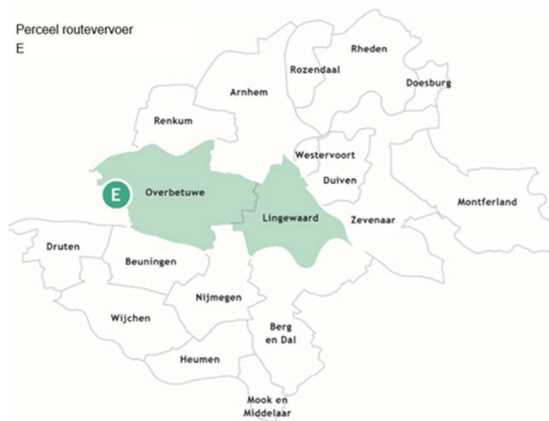 Perceel routevervoer
E
Rheden
Rozendaal
Doesburg
Arnhem
Renkum
Westervoort
Duiven
E
Overbetuwe
Montferland
Lingewaard
Zevenaar
Druten
Beuningen
Nijmegen
Wijchen
Berg
en Dal
Heumen
Mook en
Middelaar